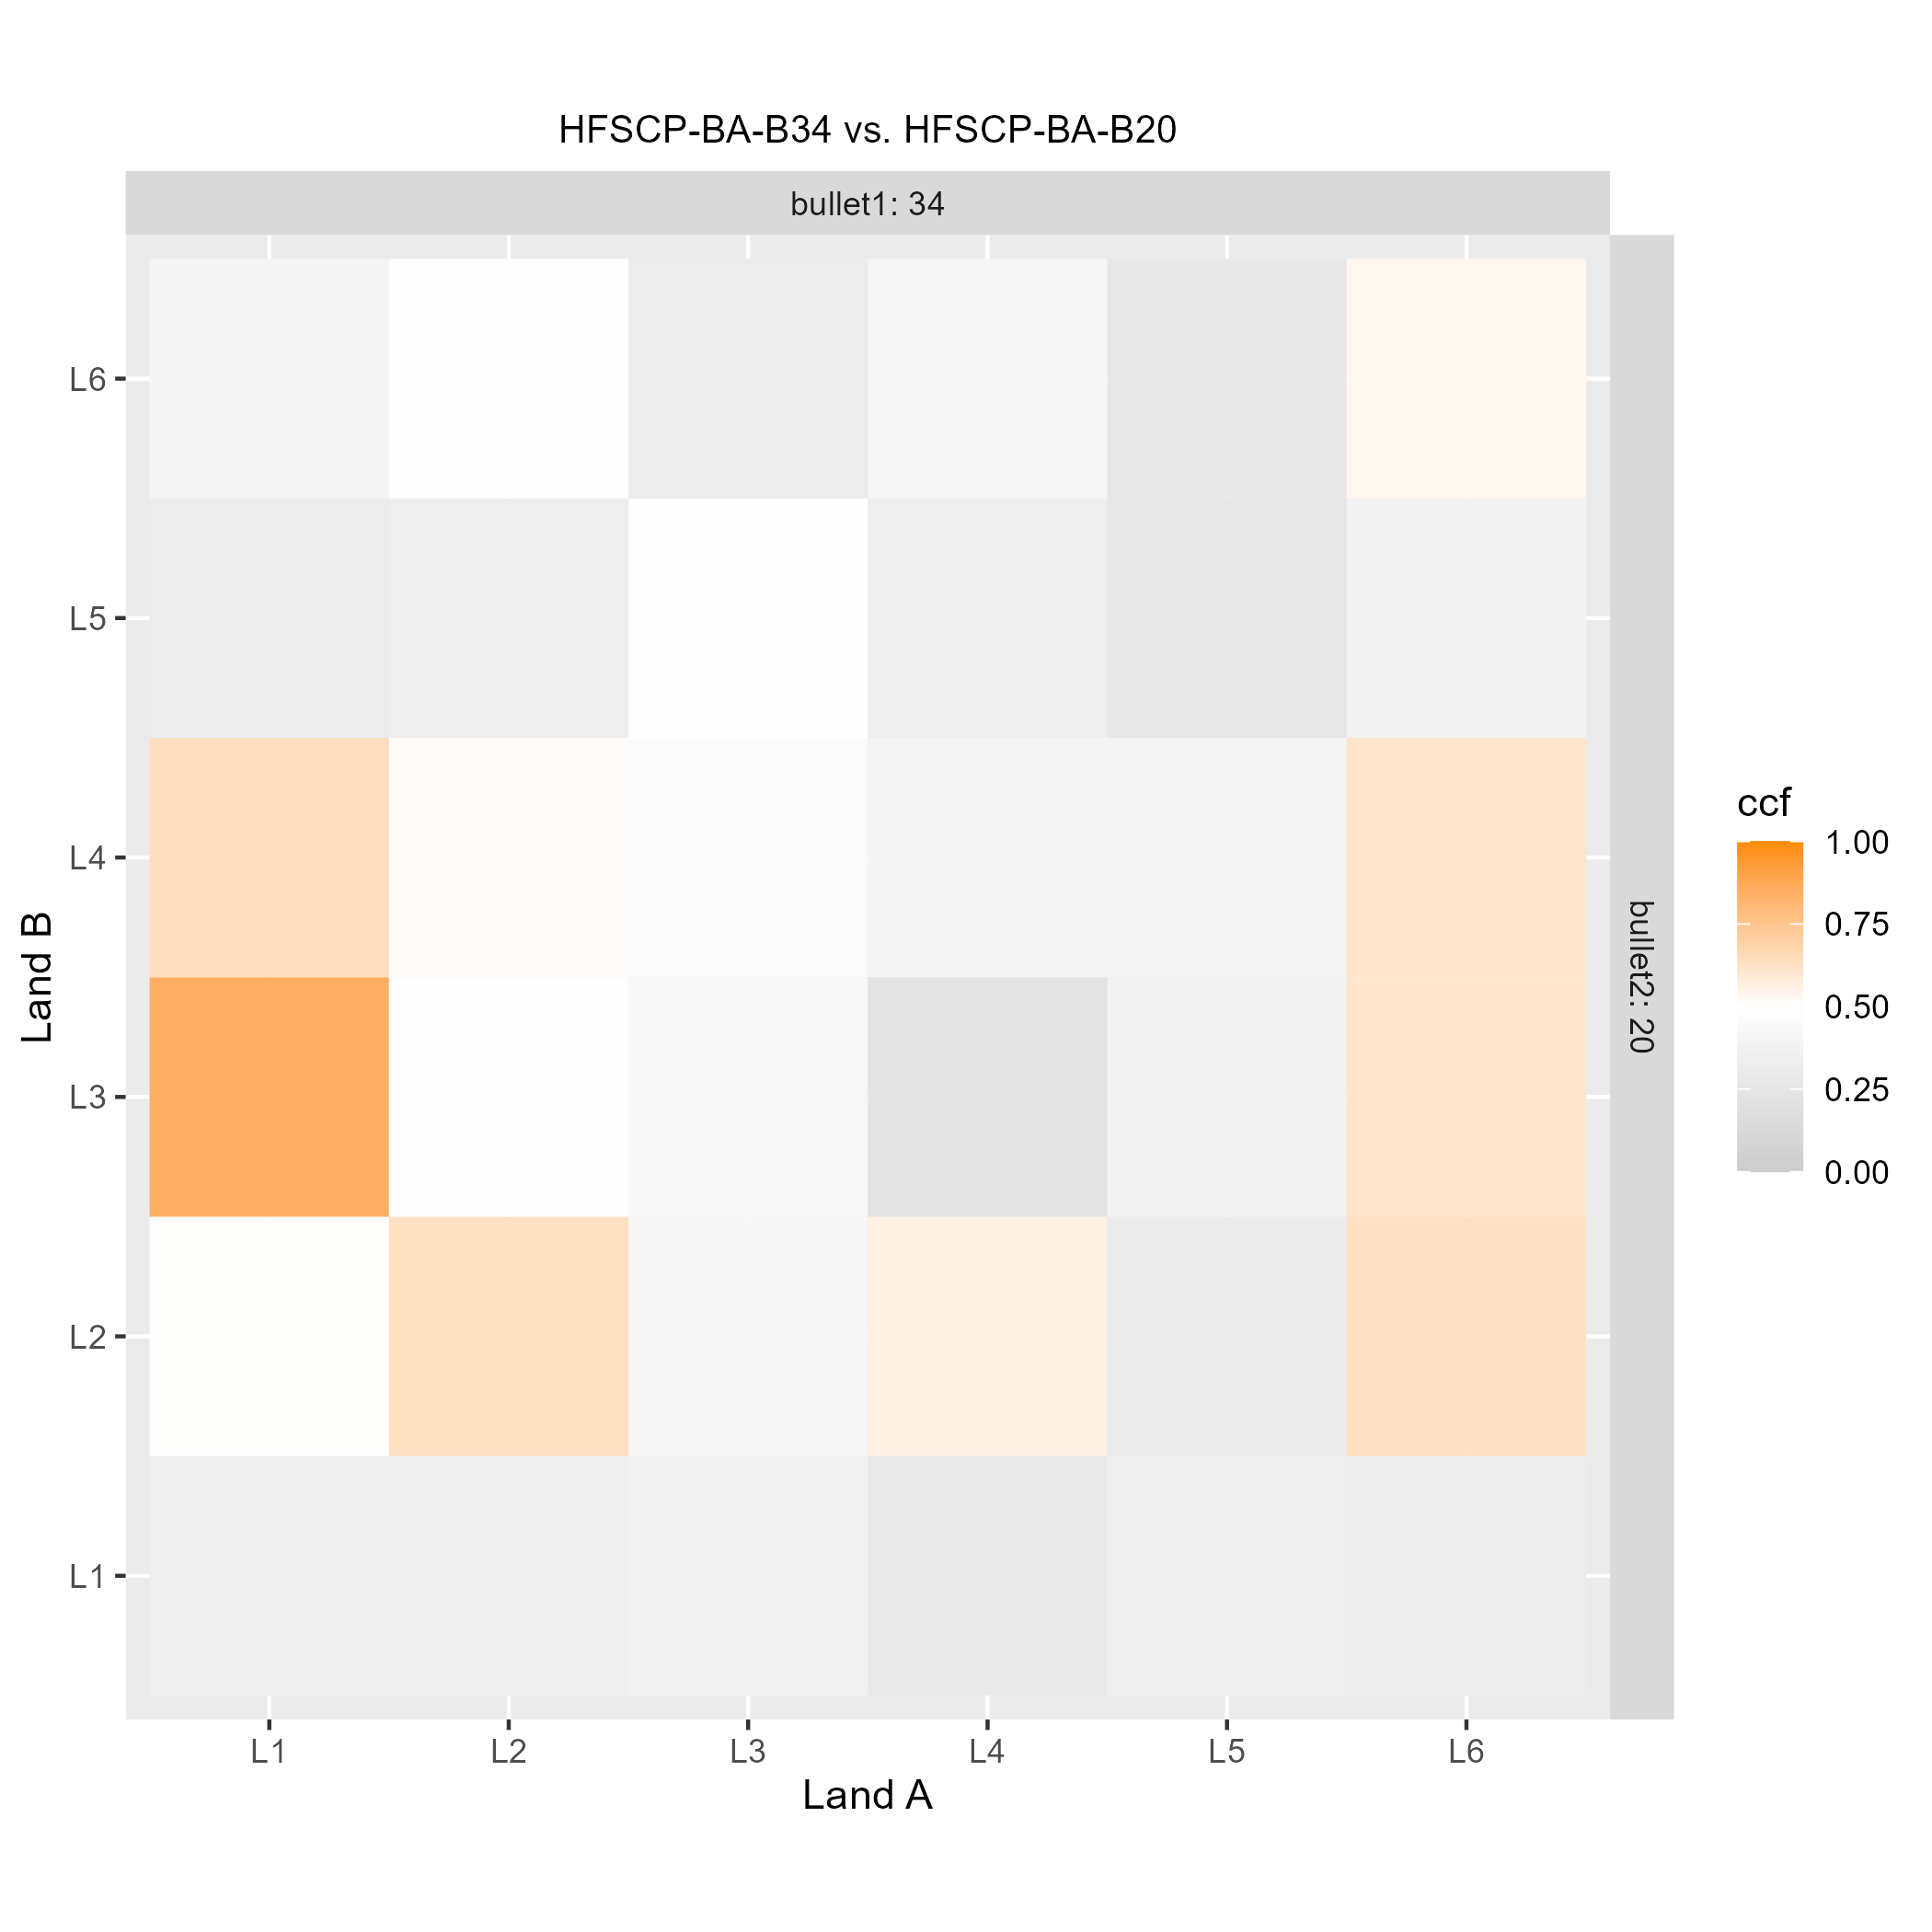 HFSCP-BA-B34 vs. HFSCP-BA-B20
bullet1: 34
L6
L5
L4
L3
L2
L1
Land B
bullet2: 20
ccf
1.00
0.75
0.50
0.25
0.00
L1 L2 L3 L4 L5 L6
Land A